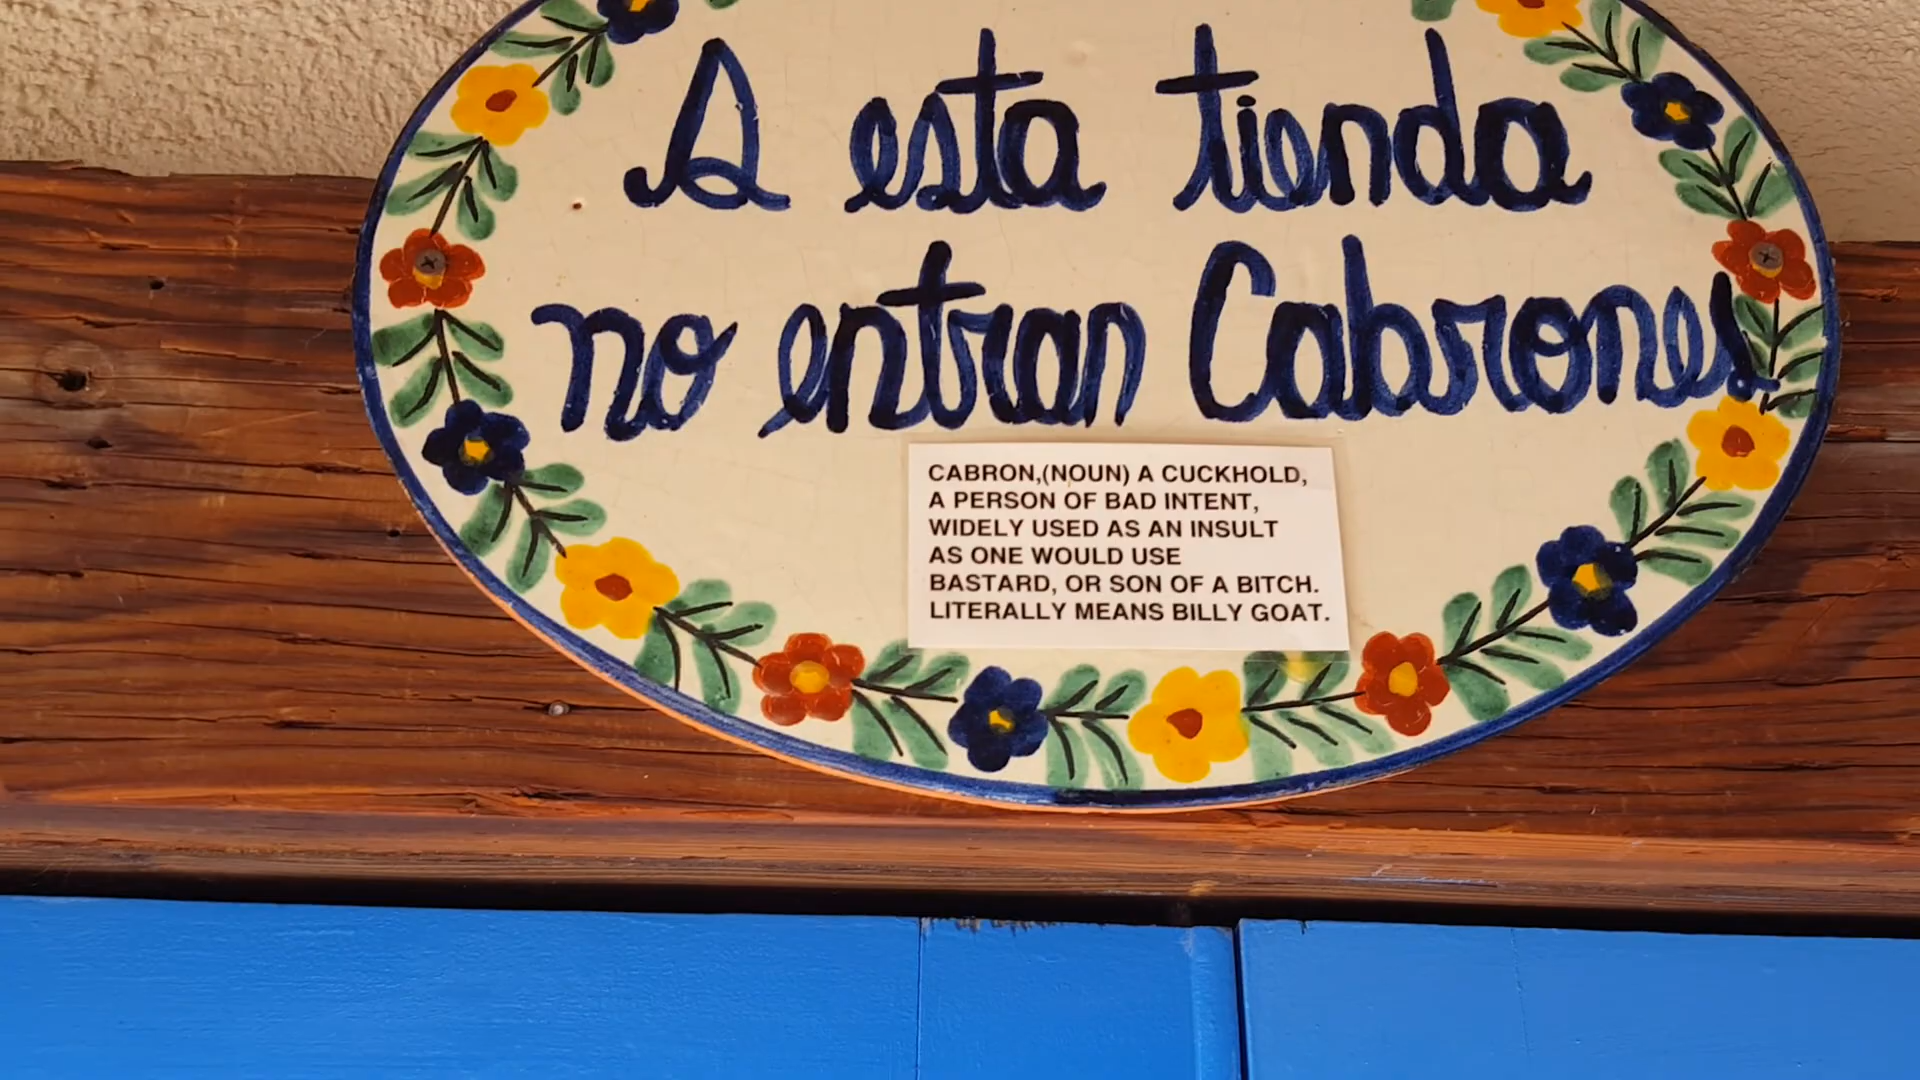 A esta tienda
no entran Cabrones
CABRON,(NOUN) A CUCKHOLD,
A PERSON OF BAD INTENT,
WIDELY USED AS AN INSULT
AS ONE WOULD USE
BASTARD, OR SON OF A BITCH.
LITERALLY MEANS BILLY GOAT.